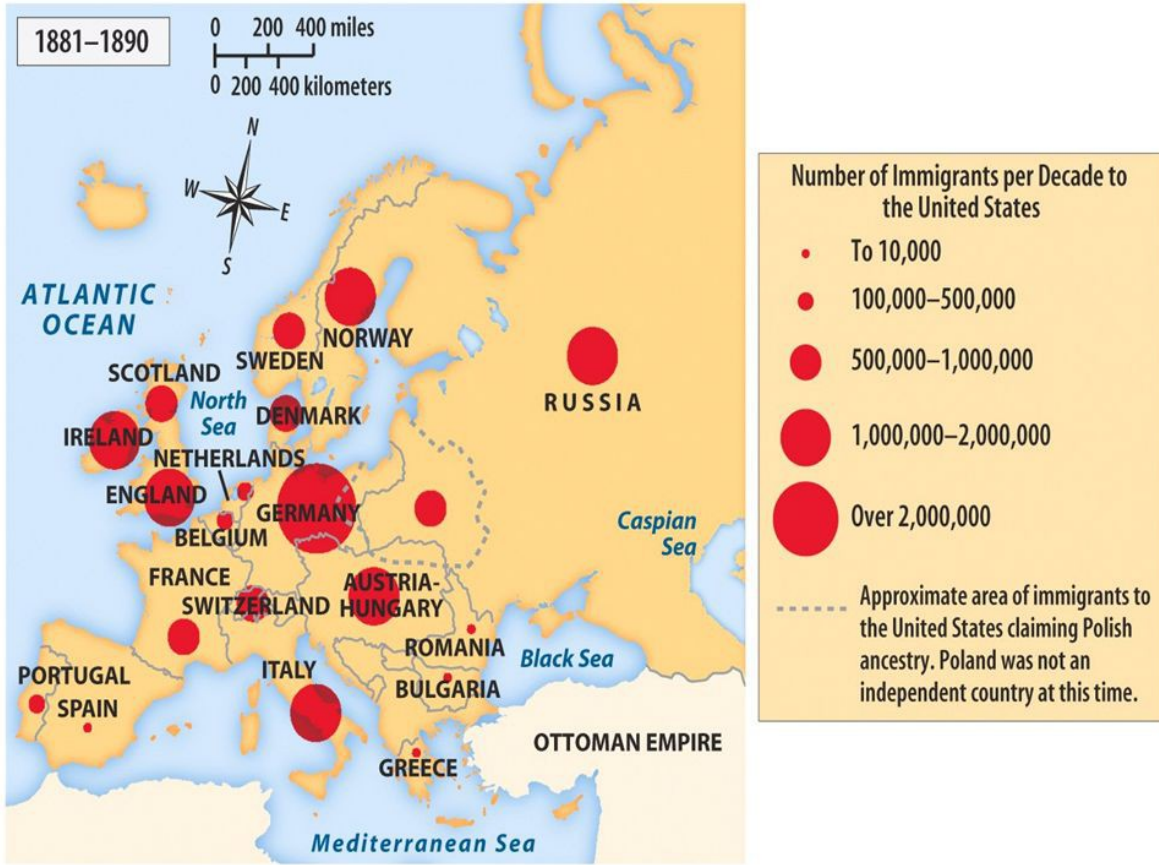 1881–1890
0 200 400 miles
0 200 400 kilometers
N
W
E
S
ATLANTIC
OCEAN
NORWAY
SWEDEN
SCOTLAND
North
Sea
DENMARK
RUSSIA
IRELAND
NETHERLANDS
ENGLAND
GERMANY
BELGIUM
Caspian
Sea
FRANCE
AUSTRIA-
HUNGARY
SWITZERLAND
ROMANIA
Black Sea
ITALY
PORTUGAL
BULGARIA
SPAIN
OTTOMAN EMPIRE
GREECE
Mediterranean Sea
Number of Immigrants per Decade to
the United States
To 10,000
100,000–500,000
500,000–1,000,000
1,000,000–2,000,000
Over 2,000,000
Approximate area of immigrants to
the United States claiming Polish
ancestry. Poland was not an
independent country at this time.